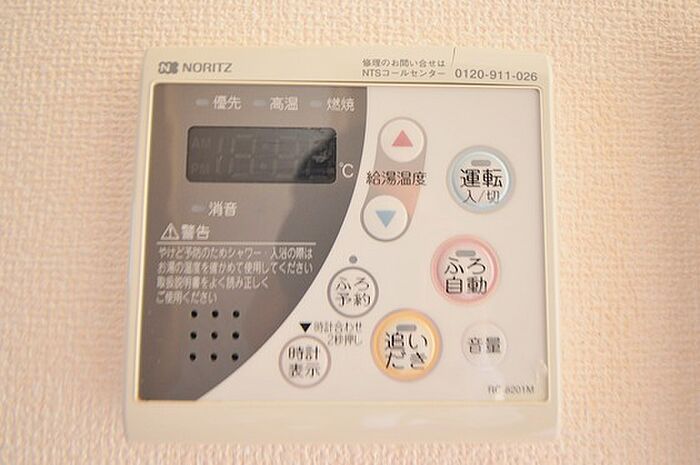 NORITZ
修理のお問い合せは
NTSコールセンター 0120-911-026
優先 高温 燃焼
AM
PM
℃
消音
給湯温度
運転
入/切
⚠警告
やけど予防のためシャワー・入浴の際は
お湯の温度を確かめて使用してください
取扱説明書をよく読み正しく
ご使用ください
ふろ
自動
ふろ
予約
▼時計合わせ
2秒押し
時計
表示
追い
だき
音量
RC-6201M